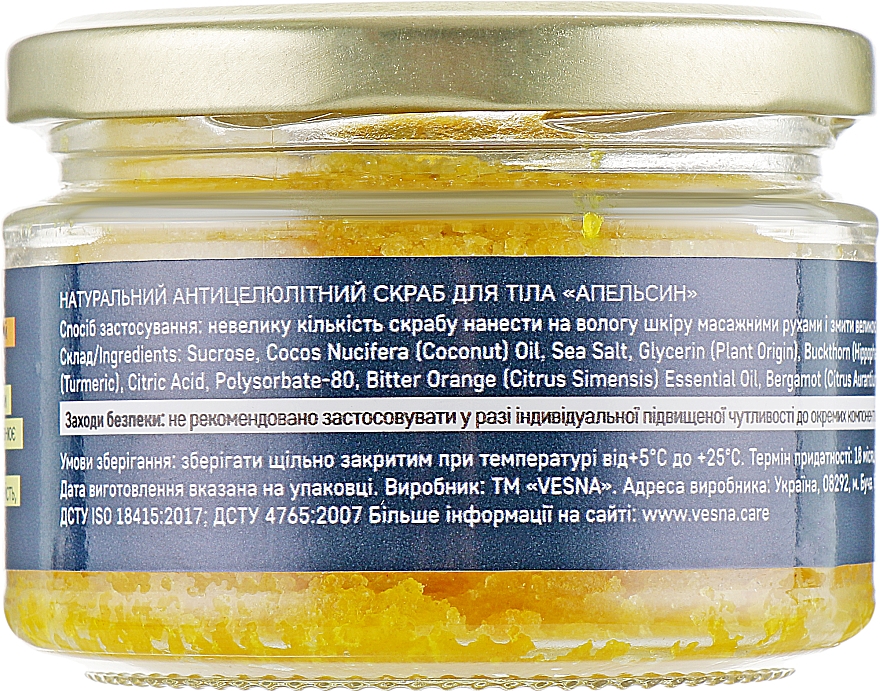 НАТУРАЛЬНИЙ АНТИЦЕЛЮЛІТНИЙ СКРАБ ДЛЯ ТІЛА «АПЕЛЬСИН»
Спосіб застосування: невелику кількість скрабу нанести на вологу шкіру масажними рухами і змити
Склад/Ingredients: Sucrose, Cocos Nucifera (Coconut) Oil, Sea Salt, Glycerin (Plant Origin), Buckthorn
(Turmeric), Citric Acid, Polysorbate-80, Bitter Orange (Citrus Simensis) Essential Oil, Bergamot (Citrus
Заходи безпеки: не рекомендовано застосовувати у разі індивідуальної підвищеної чутливості до окремих
Умови зберігання: зберігати щільно закритим при температурі від+5°C до +25°C. Термін придатності: 18
Дата виготовлення вказана на упаковці. Виробник: ТМ «VESNA». Адреса виробника: Україна, 08292, м. Буча
ДСТУ ISO 18415:2017; ДСТУ 4765:2007 Більше інформації на сайті: www.vesna.care